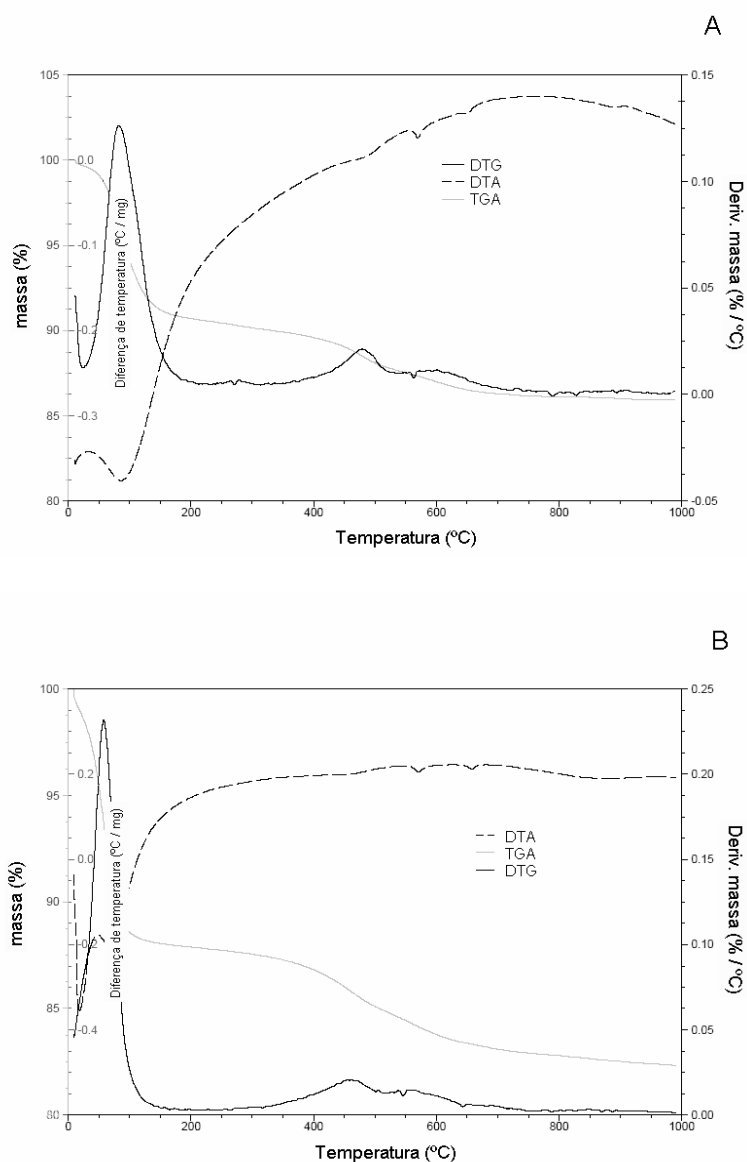 A
105
100
95
90
85
80
massa (%)
0.0
-0.1
-0.2
-0.3
Diferença de temperatura (ºC / mg)
DTG
DTA
TGA
0.15
0.10
0.05
0.00
-0.05
Deriv. massa (% / ºC)
0
200
400
600
800
1000
Temperatura (ºC)
B
100
95
90
85
80
massa (%)
0.2
0.0
-0.2
-0.4
Diferença de temperatura (ºC / mg)
DTA
TGA
DTG
0.25
0.20
0.15
0.10
0.05
0.00
Deriv. massa (% / ºC)
0
200
400
600
800
1000
Temperatura (ºC)